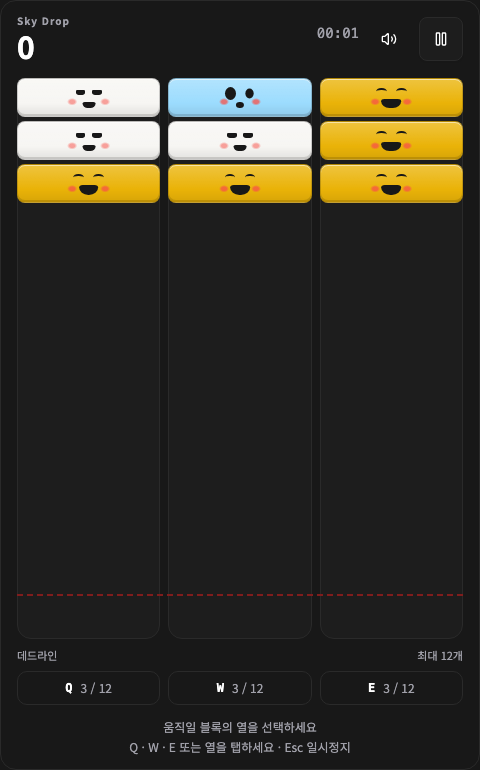 Sky Drop
0
00:01
데드라인
최대 12개
Q 3 / 12
W 3 / 12
E 3 / 12
움직일 블록의 열을 선택하세요
Q · W · E 또는 열을 탭하세요 · Esc 일시정지